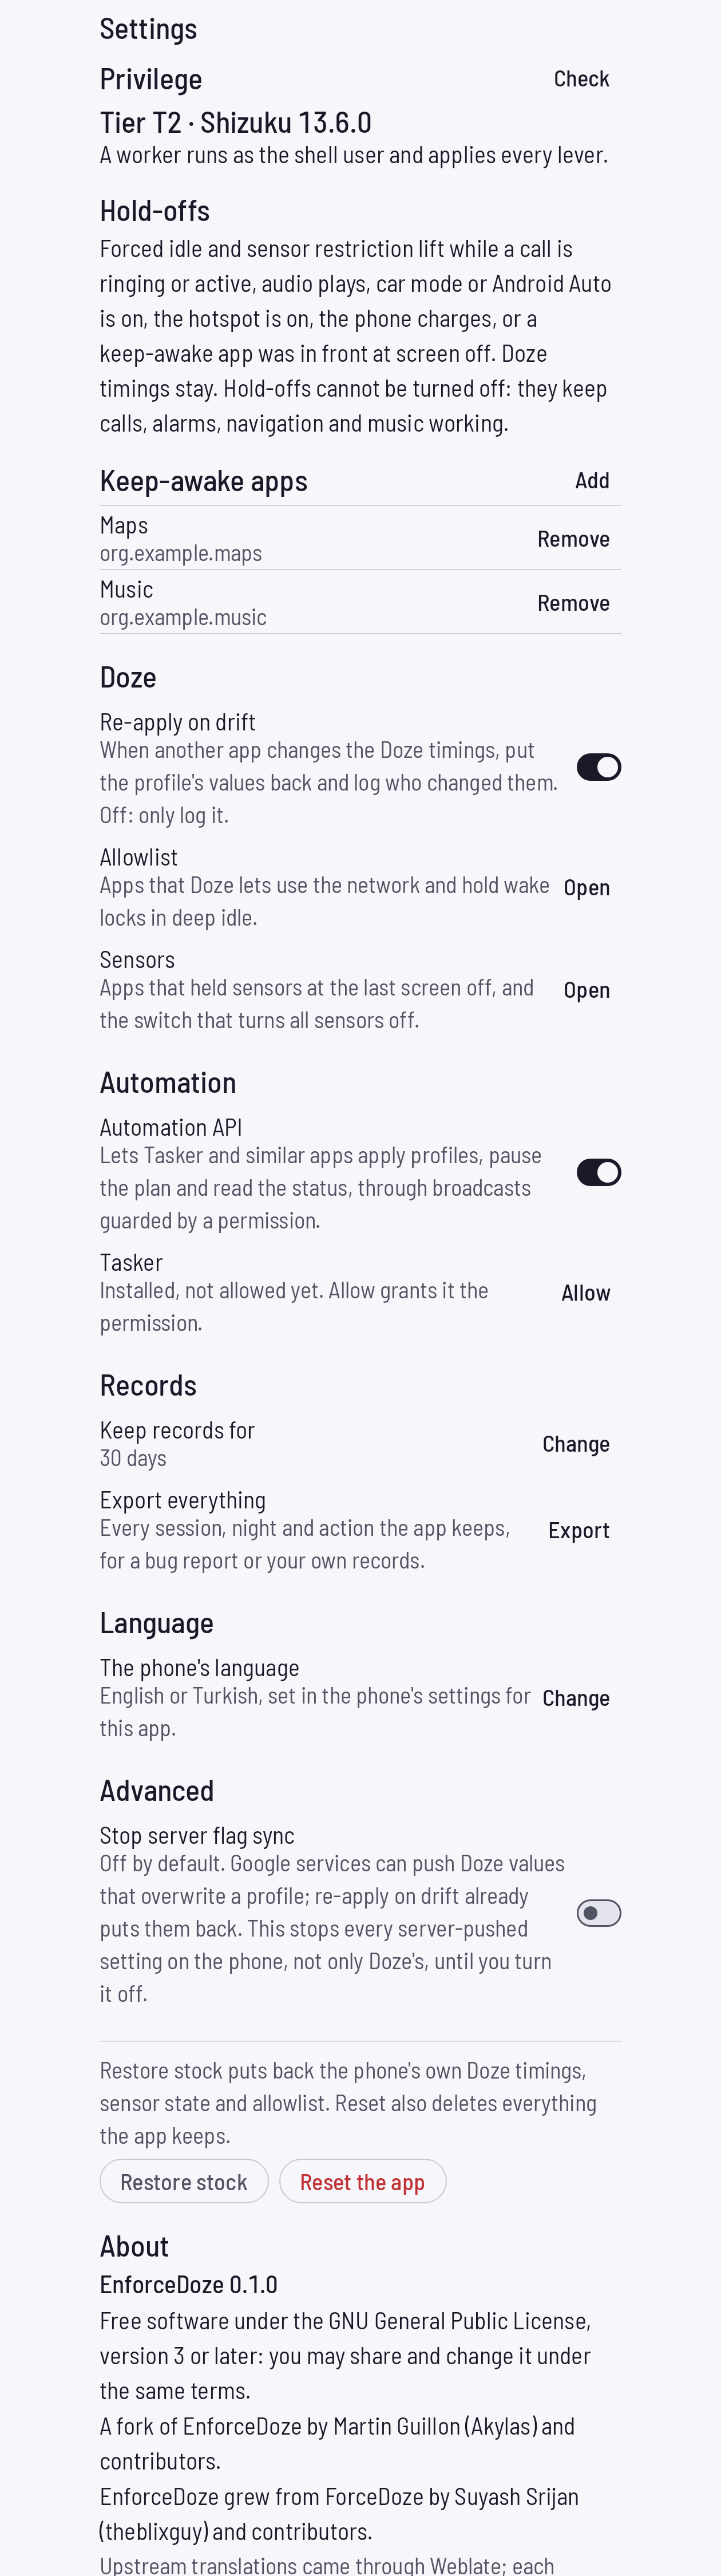 Settings
Privilege
Check
Tier T2 · Shizuku 13.6.0
A worker runs as the shell user and applies every lever.
Hold-offs
Forced idle and sensor restriction lift while a call is
ringing or active, audio plays, car mode or Android Auto
is on, the hotspot is on, the phone charges, or a
keep-awake app was in front at screen off. Doze
timings stay. Hold-offs cannot be turned off: they keep
calls, alarms, navigation and music working.
Keep-awake apps
Add
Maps
org.example.maps
Remove
Music
org.example.music
Remove
Doze
Re-apply on drift
When another app changes the Doze timings, put
the profile's values back and log who changed them.
Off: only log it.
Allowlist
Apps that Doze lets use the network and hold wake
locks in deep idle.
Open
Sensors
Apps that held sensors at the last screen off, and
the switch that turns all sensors off.
Open
Automation
Automation API
Lets Tasker and similar apps apply profiles, pause
the plan and read the status, through broadcasts
guarded by a permission.
Tasker
Installed, not allowed yet. Allow grants it the
permission.
Allow
Records
Keep records for
30 days
Change
Export everything
Every session, night and action the app keeps,
for a bug report or your own records.
Export
Language
The phone's language
English or Turkish, set in the phone's settings for
this app.
Change
Advanced
Stop server flag sync
Off by default. Google services can push Doze values
that overwrite a profile; re-apply on drift already
puts them back. This stops every server-pushed
setting on the phone, not only Doze's, until you turn
it off.
Restore stock puts back the phone's own Doze timings,
sensor state and allowlist. Reset also deletes everything
the app keeps.
Restore stock
Reset the app
About
EnforceDoze 0.1.0
Free software under the GNU General Public License,
version 3 or later: you may share and change it under
the same terms.
A fork of EnforceDoze by Martin Guillon (Akylas) and
contributors.
EnforceDoze grew from ForceDoze by Suyash Srijan
(theblixguy) and contributors.
Upstream translations came through Weblate; each